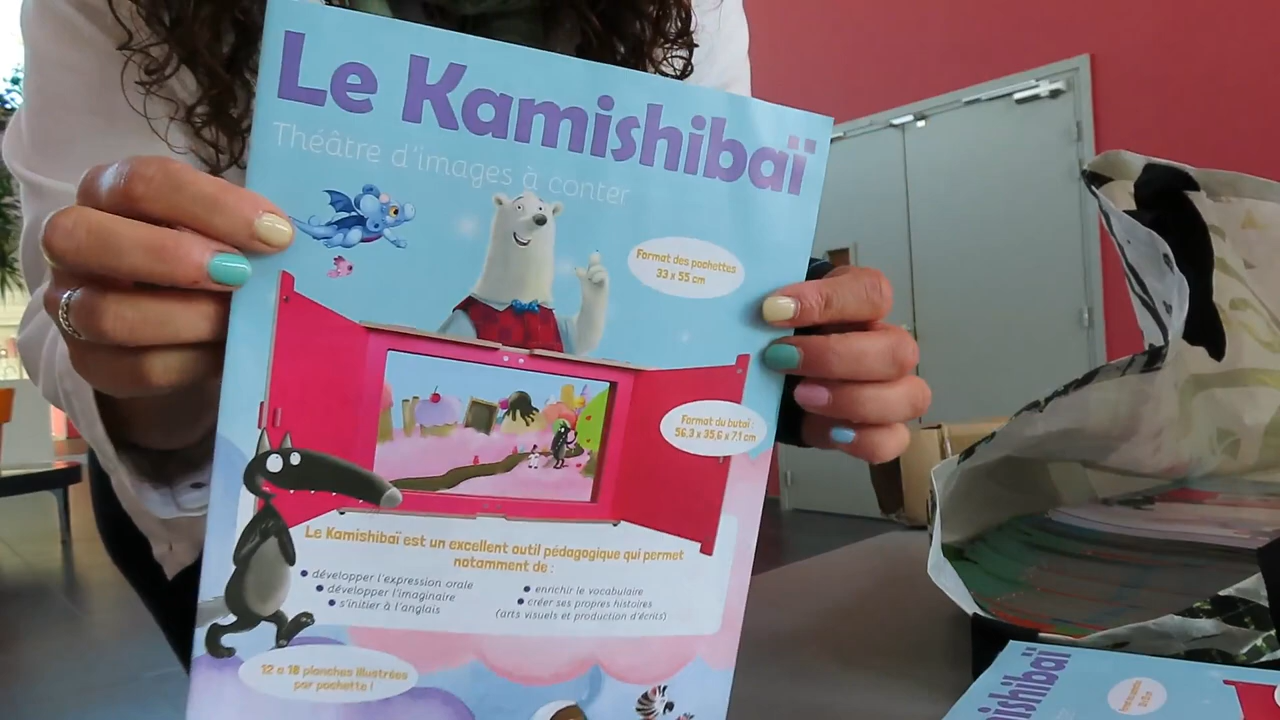 Le Kamishibaï
Théâtre d'images à conter
Format des pochettes
33 x 55 cm
Format du butaï :
56,3 x 35,6 x 7,1 cm
Le Kamishibaï est un excellent outil pédagogique qui permet
notamment de :
● développer l'expression orale
● développer l'imaginaire
● s'initier à l'anglais
● enrichir le vocabulaire
● créer ses propres histoires
(arts visuels et production d'écrits)
12 à 18 planches illustrées
par pochette !
mishibaï